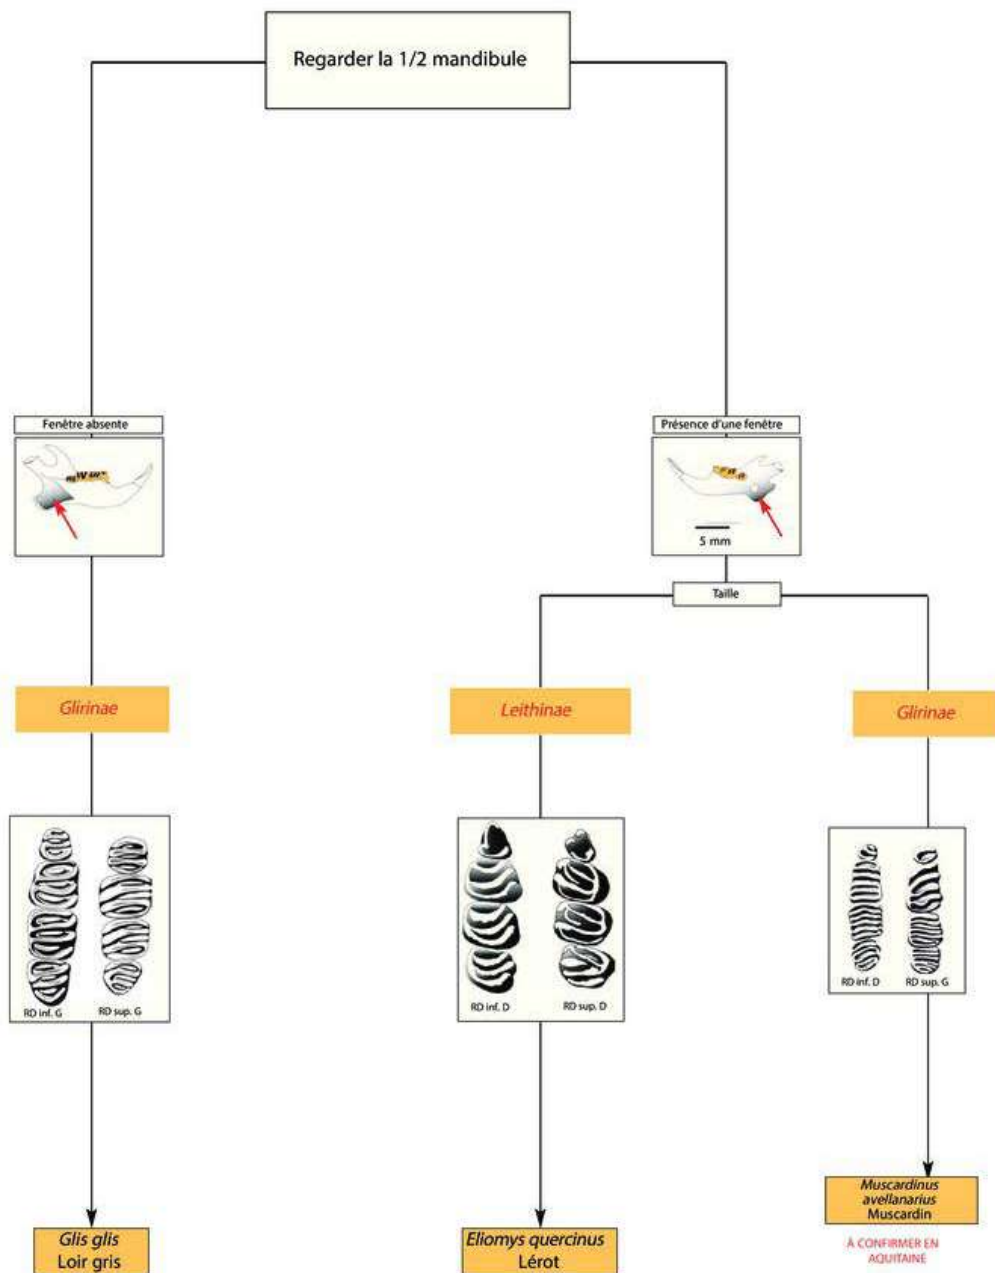 Regarder la 1/2 mandibule
Fenêtre absente
Présence d'une fenêtre
5 mm
Taille
Glirinae
Leithinae
Glirinae
RD inf. G
RD sup. G
RD inf. D
RD sup. D
RD inf. D
RD sup. G
Glis glis
Loir gris
Eliomys quercinus
Lérot
Muscardinus
avellanarius
Muscardin
À CONFIRMER EN
AQUITAINE